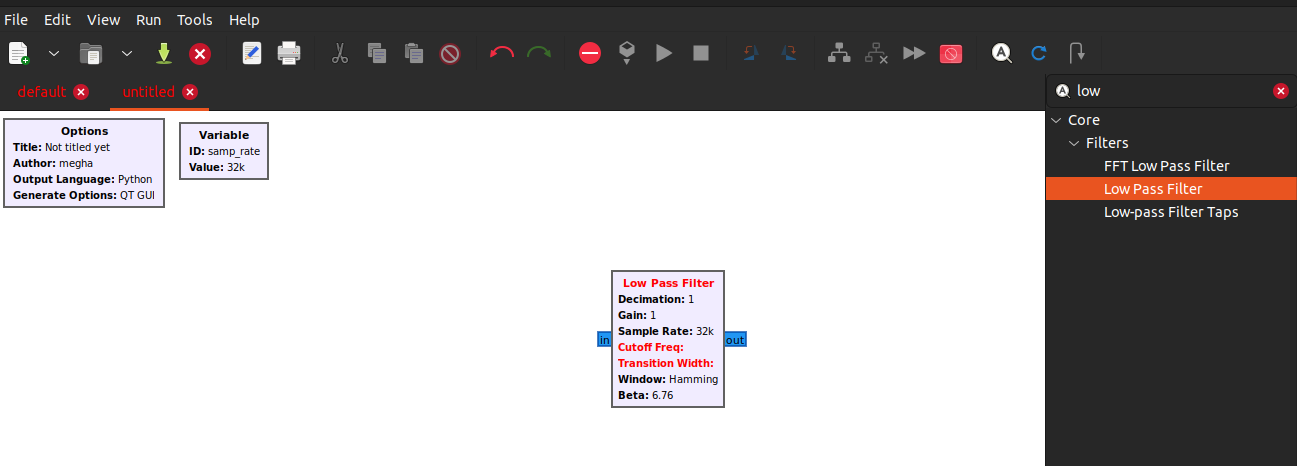 File Edit View Run Tools Help
default untitled
low
Options
Title: Not titled yet
Author: megha
Output Language: Python
Generate Options: QT GUI
Variable
ID: samp_rate
Value: 32k
Core
Filters
FFT Low Pass Filter
Low Pass Filter
Low-pass Filter Taps
Low Pass Filter
Decimation: 1
Gain: 1
Sample Rate: 32k
Cutoff Freq:
Transition Width:
Window: Hamming
Beta: 6.76
in
out